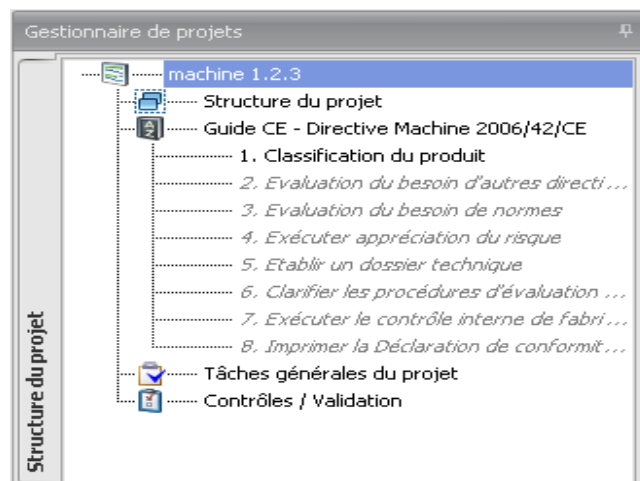 Gestionnaire de projets
machine 1.2.3
Structure du projet
Guide CE - Directive Machine 2006/42/CE
1. Classification du produit
2. Evaluation du besoin d'autres directi...
3. Evaluation du besoin de normes
4. Exécuter appréciation du risque
5. Etablir un dossier technique
6. Clarifier les procédures d'évaluation ...
7. Exécuter le contrôle interne de fabri...
8. Imprimer la Déclaration de conformit...
Tâches générales du projet
Contrôles / Validation
Structure du projet